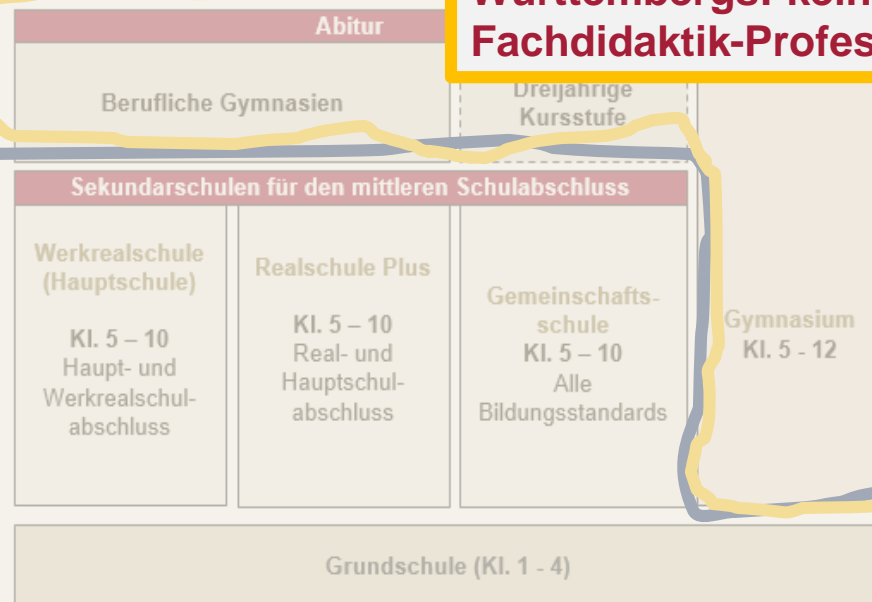 Württembergs: kein
Fachdidaktik-Profes
Abitur
Berufliche Gymnasien
Dreijährige
Kursstufe
Sekundarschulen für den mittleren Schulabschluss
Werkrealschule
(Hauptschule)
Kl. 5 – 10
Haupt- und
Werkrealschul-
abschluss
Realschule Plus
Kl. 5 – 10
Real- und
Hauptschul-
abschluss
Gemeinschafts-
schule
Kl. 5 – 10
Alle
Bildungsstandards
Gymnasium
Kl. 5 - 12
Grundschule (Kl. 1 - 4)